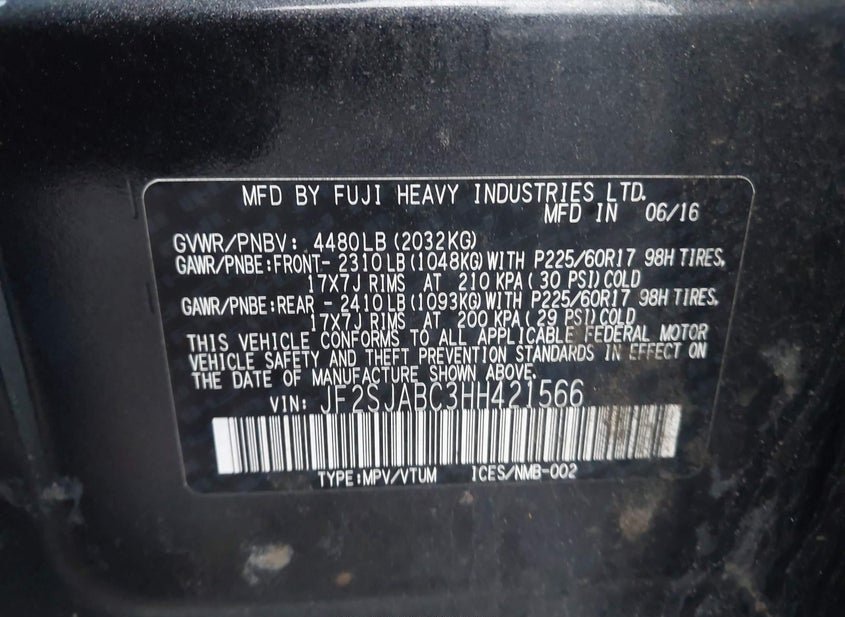 MFD BY FUJI HEAVY INDUSTRIES LTD.
MFD IN 06/16
GVWR/PNBV: 4480LB(2032KG)
GAWR/PNBE:FRONT- 2310LB(1048KG)WITH P225/60R17 98H TIRES,
17X7J RIMS AT 210 KPA( 30 PSI)COLD
GAWR/PNBE:REAR - 2410LB(1093KG)WITH P225/60R17 98H TIRES,
17X7J RIMS AT 200 KPA( 29 PSI)COLD
THIS VEHICLE CONFORMS TO ALL APPLICABLE FEDERAL MOTOR
VEHICLE SAFETY AND THEFT PREVENTION STANDARDS IN EFFECT ON
THE DATE OF MANUFACTURE SHOWN ABOVE.
VIN: JF2SJABC3HH421566
TYPE:MPV/VTUM ICES/NMB-002